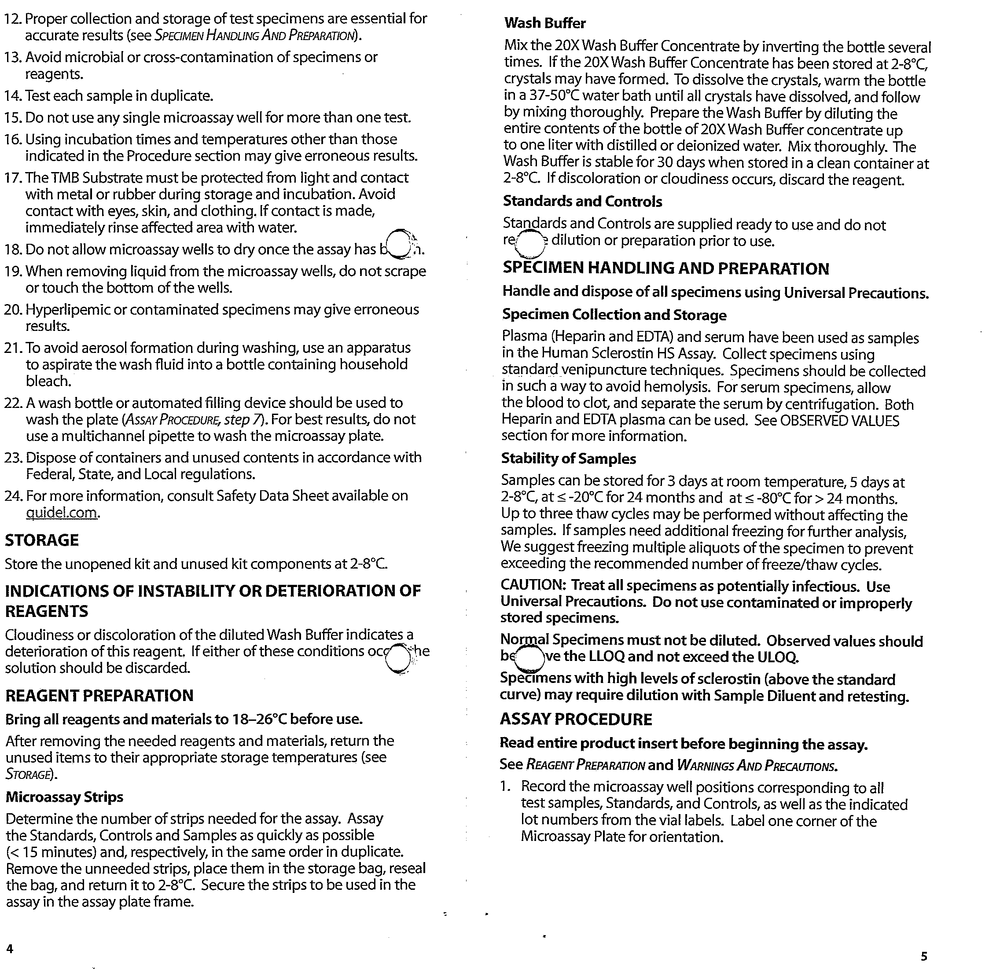 12. Proper collection and storage of test specimens are essential for
accurate results (see SPECIMEN HANDLING AND PREPARATION).
13. Avoid microbial or cross-contamination of specimens or
reagents.
14. Test each sample in duplicate.
15. Do not use any single microassay well for more than one test.
16. Using incubation times and temperatures other than those
indicated in the Procedure section may give erroneous results.
17. The TMB Substrate must be protected from light and contact
with metal or rubber during storage and incubation. Avoid
contact with eyes, skin, and clothing. If contact is made,
immediately rinse affected area with water.
18. Do not allow microassay wells to dry once the assay has
19. When removing liquid from the microassay wells, do not scrape
or touch the bottom of the wells.
20. Hyperlipemic or contaminated specimens may give erroneous
results.
21. To avoid aerosol formation during washing, use an apparatus
to aspirate the wash fluid into a bottle containing household
bleach.
22. A wash bottle or automated filling device should be used to
wash the plate (ASSAY PROCEDURE, step 7). For best results, do not
use a multichannel pipette to wash the microassay plate.
23. Dispose of containers and unused contents in accordance with
Federal, State, and Local regulations.
24. For more information, consult Safety Data Sheet available on
quidel.com.
STORAGE
Store the unopened kit and unused kit components at 2-8°C.
INDICATIONS OF INSTABILITY OR DETERIORATION OF
REAGENTS
Cloudiness or discoloration of the diluted Wash Buffer indicates a
deterioration of this reagent. If either of these conditions
solution should be discarded.
REAGENT PREPARATION
Bring all reagents and materials to 18–26°C before use.
After removing the needed reagents and materials, return the
unused items to their appropriate storage temperatures (see
STORAGE).
Microassay Strips
Determine the number of strips needed for the assay. Assay
the Standards, Controls and Samples as quickly as possible
(< 15 minutes) and, respectively, in the same order in duplicate.
Remove the unneeded strips, place them in the storage bag, reseal
the bag, and return it to 2-8°C. Secure the strips to be used in the
assay in the assay plate frame.
4
Wash Buffer
Mix the 20X Wash Buffer Concentrate by inverting the bottle several
times. If the 20X Wash Buffer Concentrate has been stored at 2-8°C,
crystals may have formed. To dissolve the crystals, warm the bottle
in a 37-50°C water bath until all crystals have dissolved, and follow
by mixing thoroughly. Prepare the Wash Buffer by diluting the
entire contents of the bottle of 20X Wash Buffer concentrate up
to one liter with distilled or deionized water. Mix thoroughly. The
Wash Buffer is stable for 30 days when stored in a clean container at
2-8°C. If discoloration or cloudiness occurs, discard the reagent.
Standards and Controls
Standards and Controls are supplied ready to use and do not
dilution or preparation prior to use.
SPECIMEN HANDLING AND PREPARATION
Handle and dispose of all specimens using Universal Precautions.
Specimen Collection and Storage
Plasma (Heparin and EDTA) and serum have been used as samples
in the Human Sclerostin HS Assay. Collect specimens using
standard venipuncture techniques. Specimens should be collected
in such a way to avoid hemolysis. For serum specimens, allow
the blood to clot, and separate the serum by centrifugation. Both
Heparin and EDTA plasma can be used. See OBSERVED VALUES
section for more information.
Stability of Samples
Samples can be stored for 3 days at room temperature, 5 days at
2-8°C, at ≤ -20°C for 24 months and at ≤ -80°C for > 24 months.
Up to three thaw cycles may be performed without affecting the
samples. If samples need additional freezing for further analysis,
We suggest freezing multiple aliquots of the specimen to prevent
exceeding the recommended number of freeze/thaw cycles.
CAUTION: Treat all specimens as potentially infectious. Use
Universal Precautions. Do not use contaminated or improperly
stored specimens.
Normal Specimens must not be diluted. Observed values should
the LLOQ and not exceed the ULOQ.
Specimens with high levels of sclerostin (above the standard
curve) may require dilution with Sample Diluent and retesting.
ASSAY PROCEDURE
Read entire product insert before beginning the assay.
See REAGENT PREPARATION and WARNINGS AND PRECAUTIONS.
1. Record the microassay well positions corresponding to all
test samples, Standards, and Controls, as well as the indicated
lot numbers from the vial labels. Label one corner of the
Microassay Plate for orientation.
5